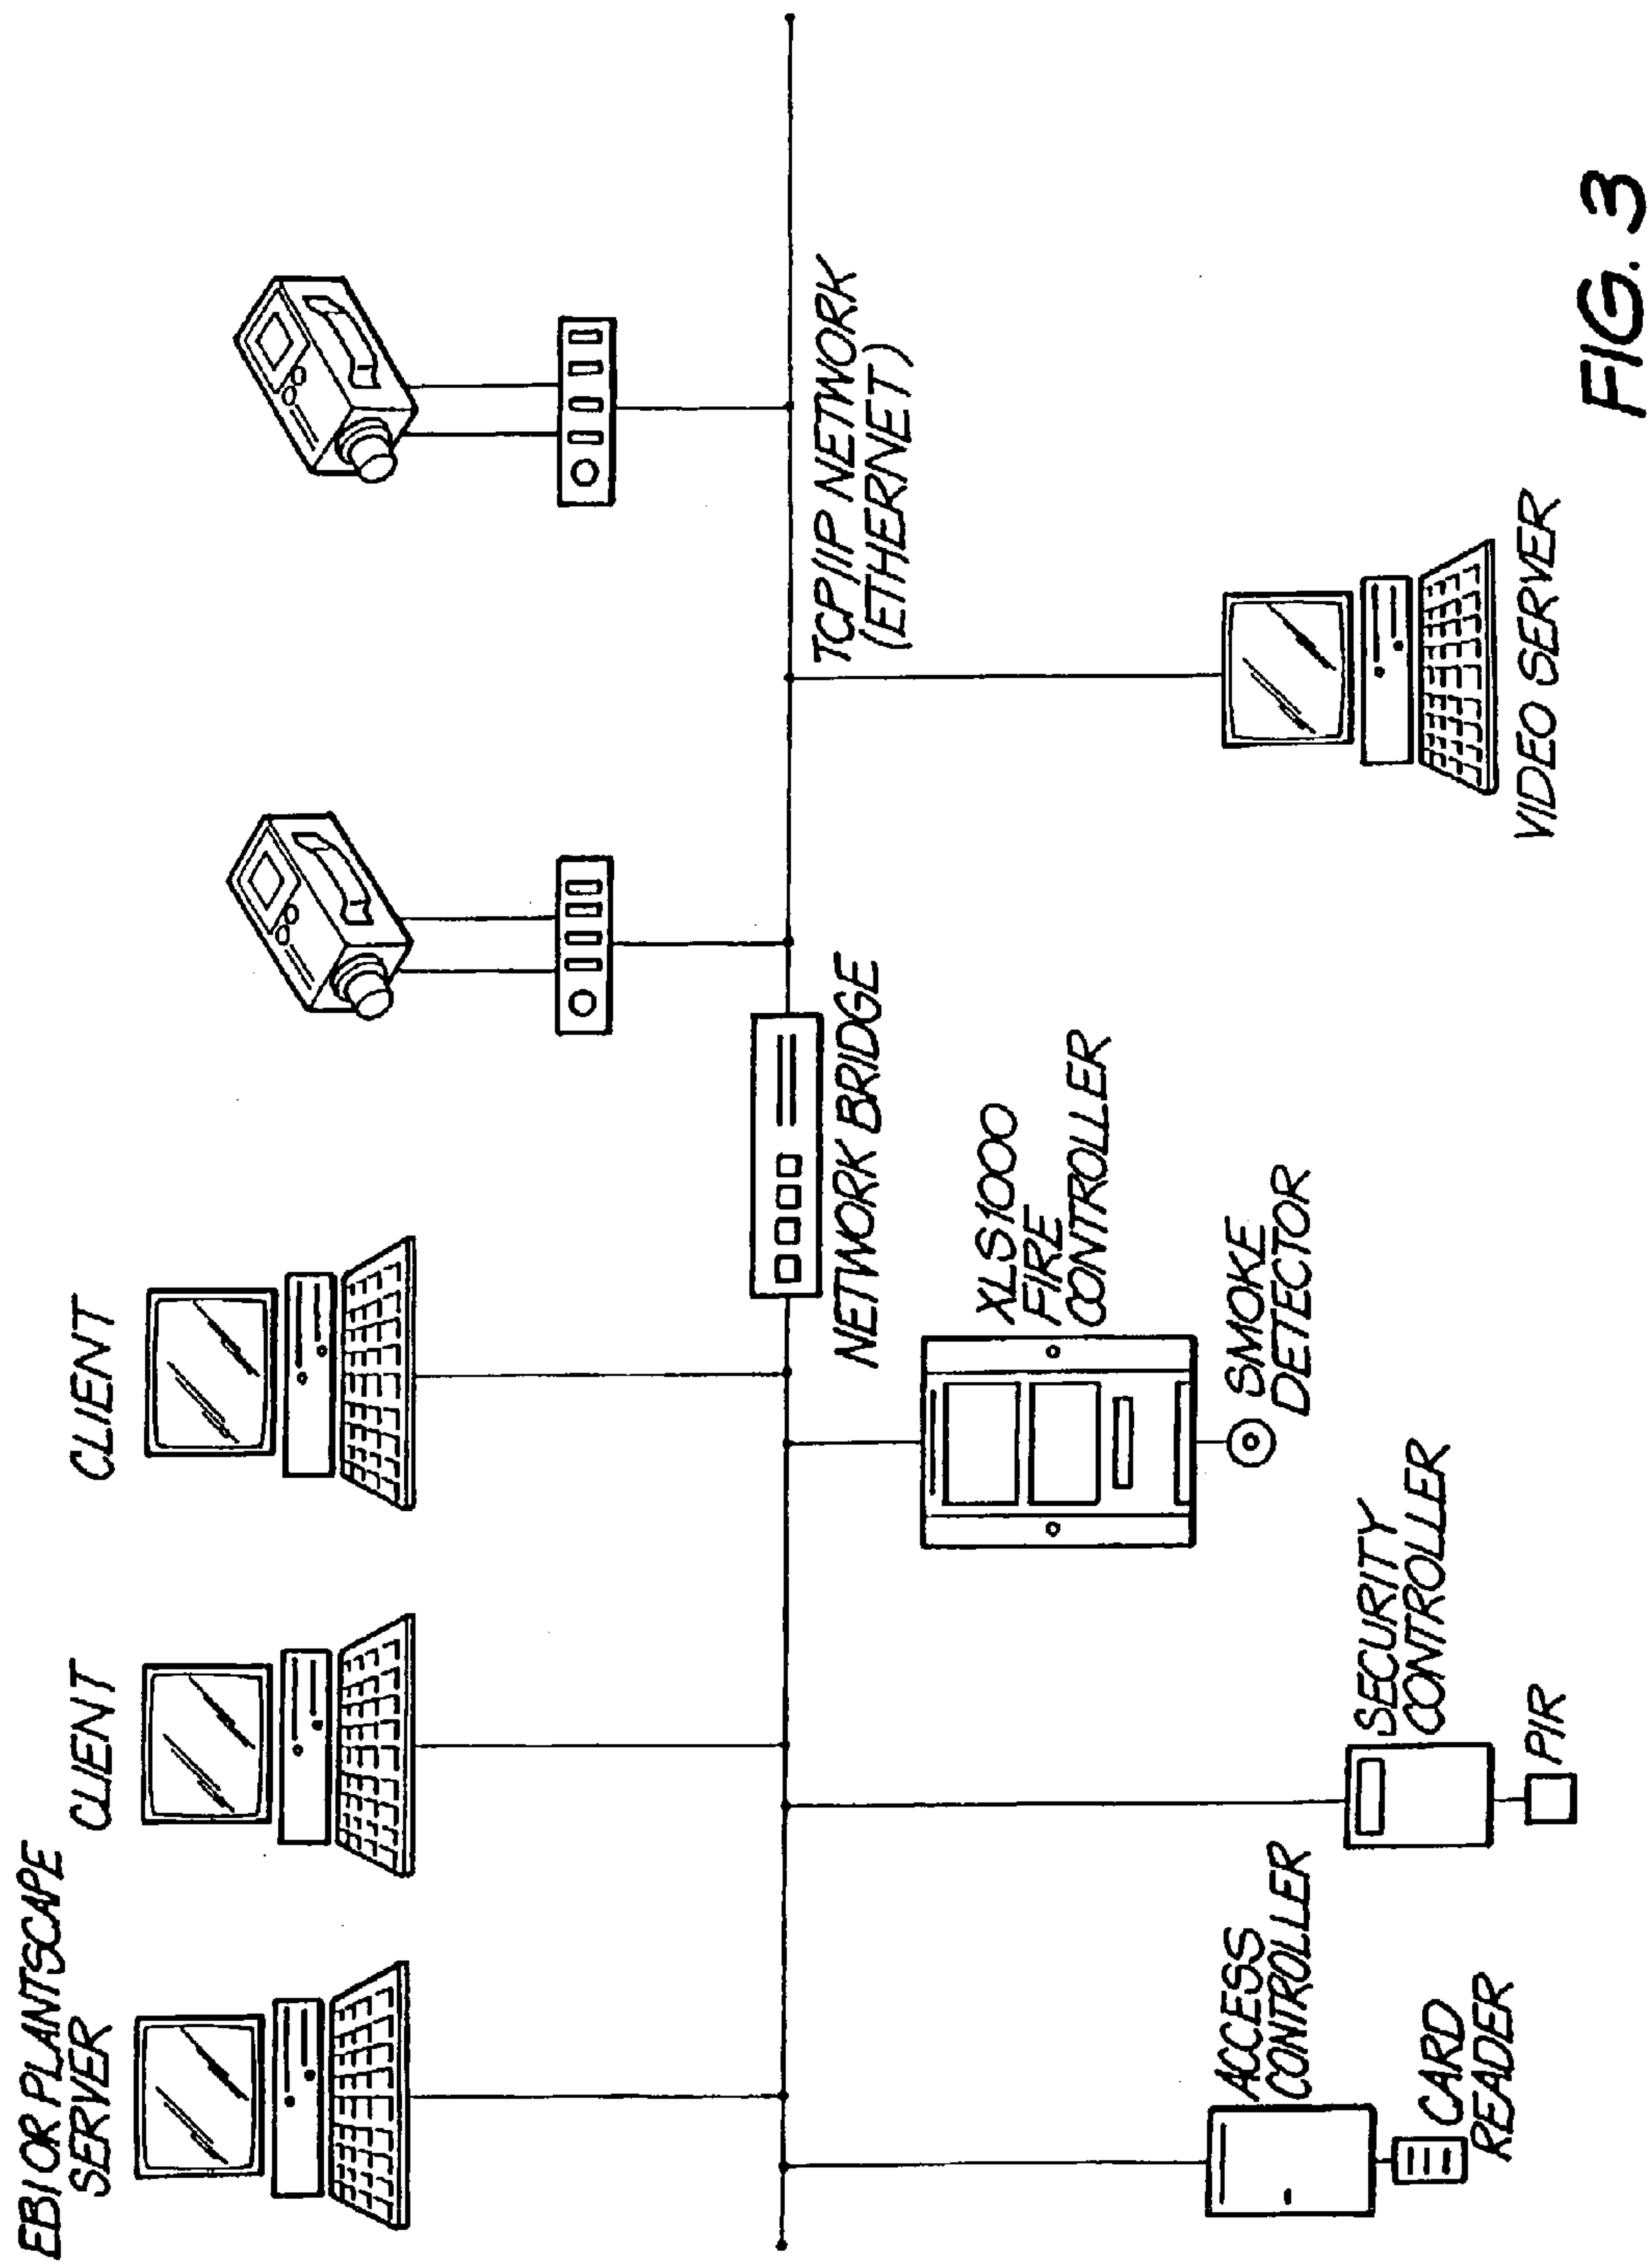 EBI OR PLANTSCAPE
SERVER
CLIENT
CLIENT
NETWORK BRIDGE
TCP/IP NETWORK
(ETHERNET)
XLS1000
FIRE
CONTROLLER
SMOKE
DETECTOR
ACCESS
CONTROLLER
CARD
READER
SECURITY
CONTROLLER
PIR
VIDEO SERVER
FIG. 3